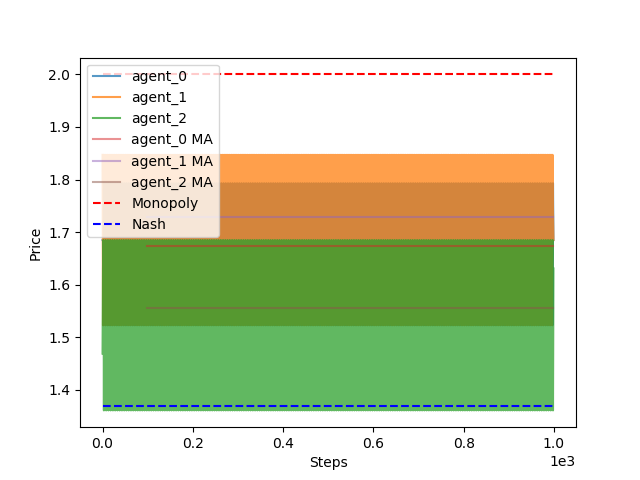 agent_0
agent_1
agent_2
agent_0 MA
agent_1 MA
agent_2 MA
Monopoly
Nash
2.0
1.9
1.8
1.7
1.6
1.5
1.4
Price
0.0
0.2
0.4
0.6
0.8
1.0
1e3
Steps